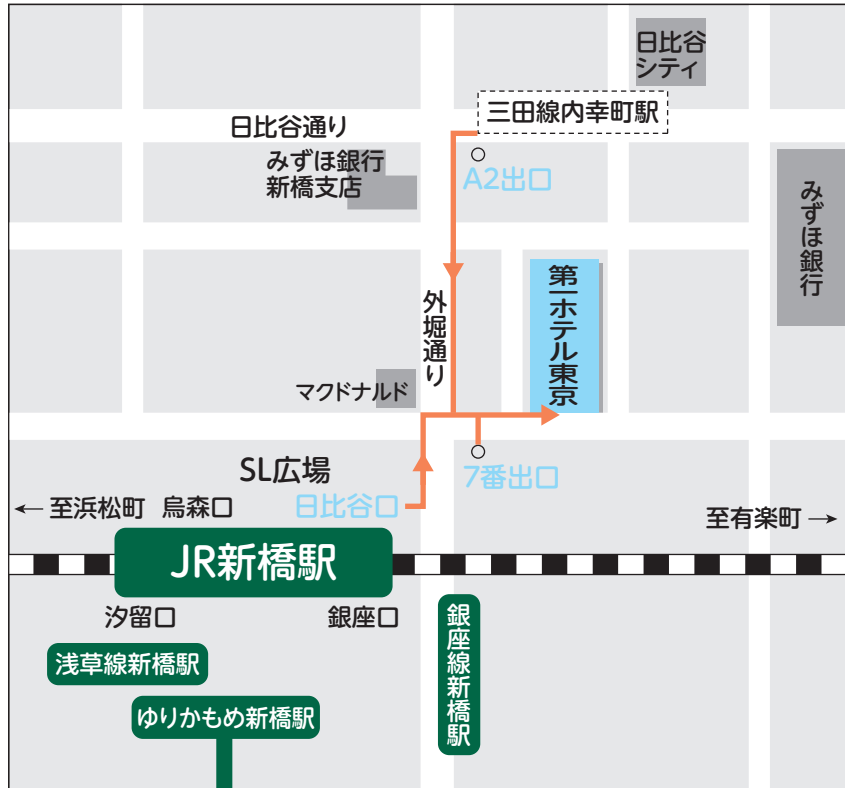 日比谷
シティ
三田線内幸町駅
日比谷通り
みずほ銀行
新橋支店
A2出口
みずほ銀行
第一ホテル東京
外堀通り
マクドナルド
SL広場
7番出口
日比谷口
←至浜松町 烏森口
至有楽町→
JR新橋駅
汐留口
銀座口
銀座線新橋駅
浅草線新橋駅
ゆりかもめ新橋駅